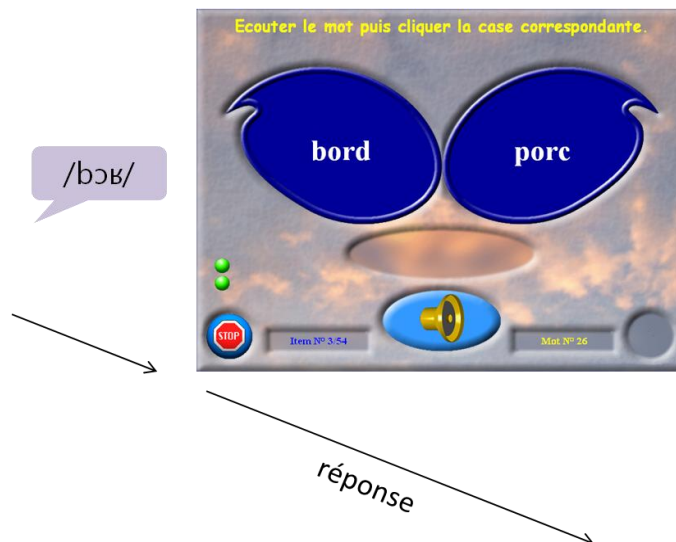 Ecouter le mot puis cliquer la case correspondante.
bord
porc
/bɔʁ/
STOP
Item N° 3/54
Mot N° 26
réponse